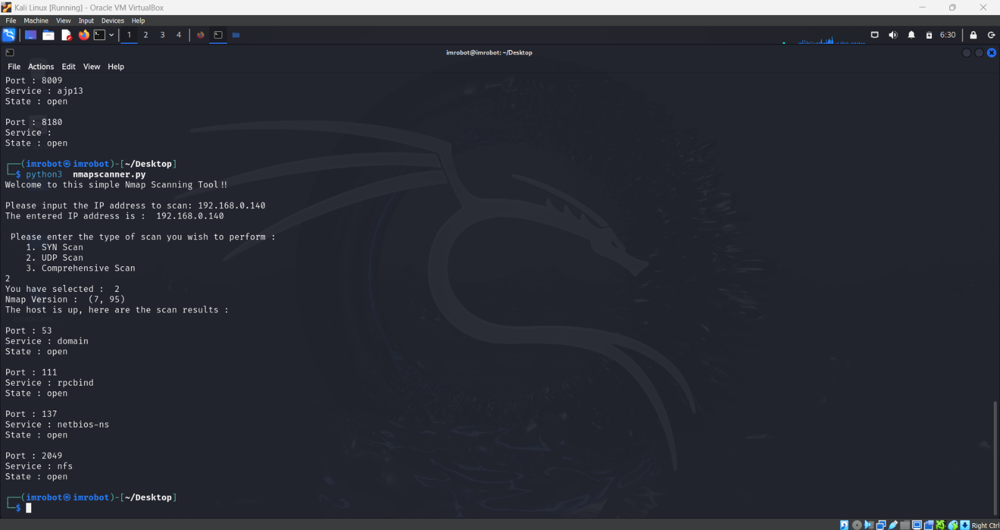 Kali Linux [Running] - Oracle VM VirtualBox
File Machine View Input Devices Help
1 2 3 4 6:30
imrobot@imrobot: ~/Desktop
File Actions Edit View Help
Port : 8009
Service : ajp13
State : open
Port : 8180
Service :
State : open
┌──(imrobot㉿imrobot)-[~/Desktop]
└─$ python3  nmapscanner.py
Welcome to this simple Nmap Scanning Tool!!
Please input the IP address to scan: 192.168.0.140
The entered IP address is :  192.168.0.140
Please enter the type of scan you wish to perform :
1. SYN Scan
2. UDP Scan
3. Comprehensive Scan
2
You have selected :  2
Nmap Version :  (7, 95)
The host is up, here are the scan results :
Port : 53
Service : domain
State : open
Port : 111
Service : rpcbind
State : open
Port : 137
Service : netbios-ns
State : open
Port : 2049
Service : nfs
State : open
┌──(imrobot㉿imrobot)-[~/Desktop]
└─$
Right Ctrl